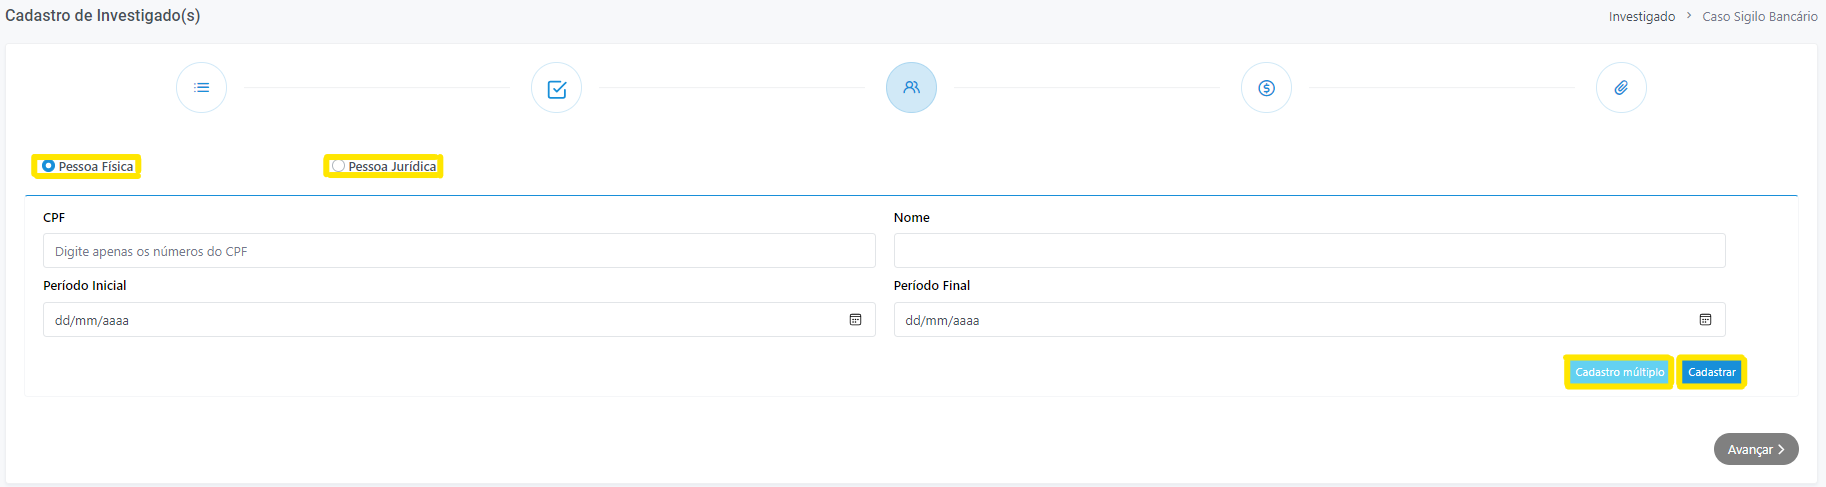 Cadastro de Investigado(s)
Investigado > Caso Sigilo Bancário
Pessoa Física
Pessoa Jurídica
CPF
Nome
Digite apenas os números do CPF
Período Inicial
Período Final
dd/mm/aaaa
dd/mm/aaaa
Cadastro múltiplo
Cadastrar
Avançar >